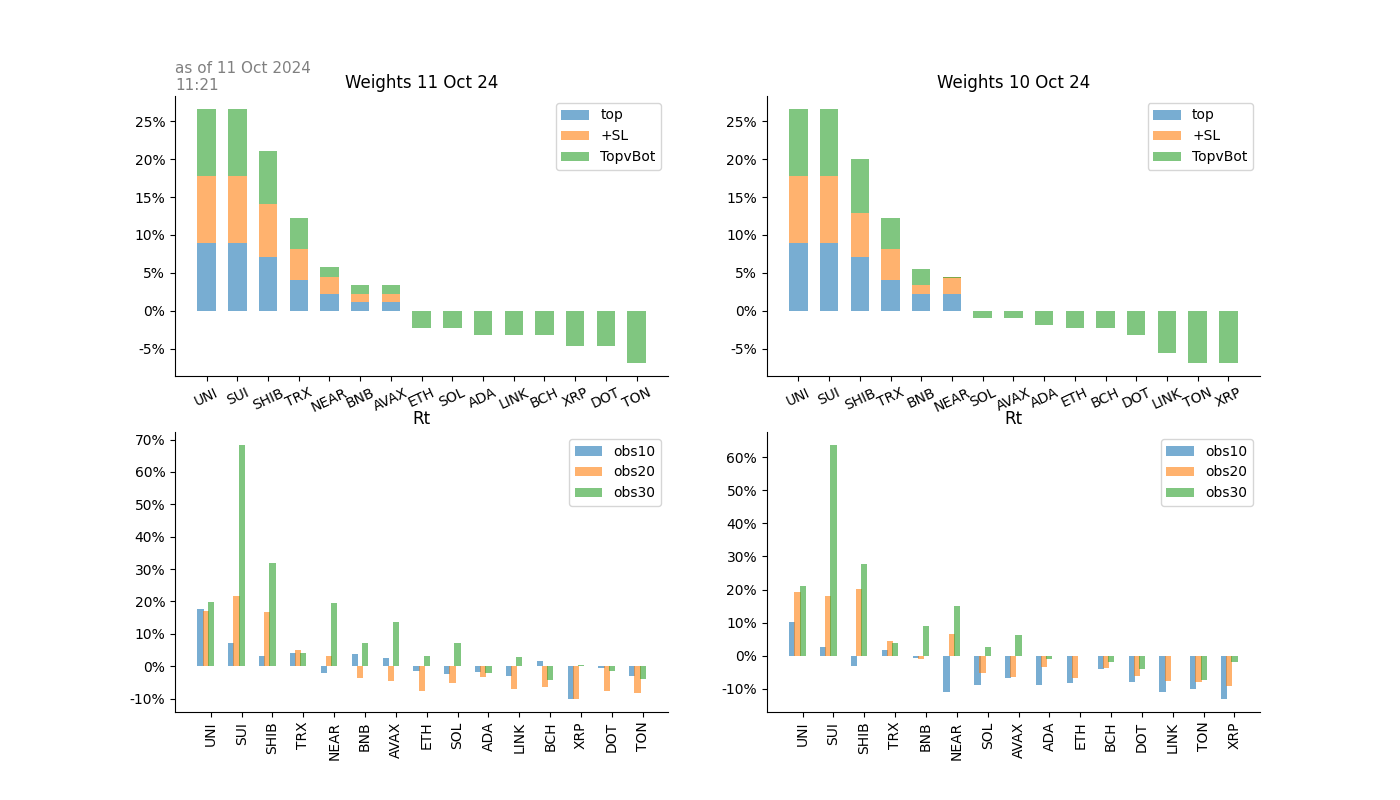 as of 11 Oct 2024
11:21
Weights 11 Oct 24
25%
20%
15%
10%
5%
0%
-5%
top
+SL
TopvBot
UNI SUI SHIB TRX NEAR BNB AVAX ETH SOL ADA LINK BCH XRP DOT TON
Weights 10 Oct 24
25%
20%
15%
10%
5%
0%
-5%
top
+SL
TopvBot
UNI SUI SHIB TRX BNB NEAR SOL AVAX ADA ETH BCH DOT LINK TON XRP
Rt
70%
60%
50%
40%
30%
20%
10%
0%
-10%
obs10
obs20
obs30
UNI SUI SHIB TRX NEAR BNB AVAX ETH SOL ADA LINK BCH XRP DOT TON
Rt
60%
50%
40%
30%
20%
10%
0%
-10%
obs10
obs20
obs30
UNI SUI SHIB TRX BNB NEAR SOL AVAX ADA ETH BCH DOT LINK TON XRP